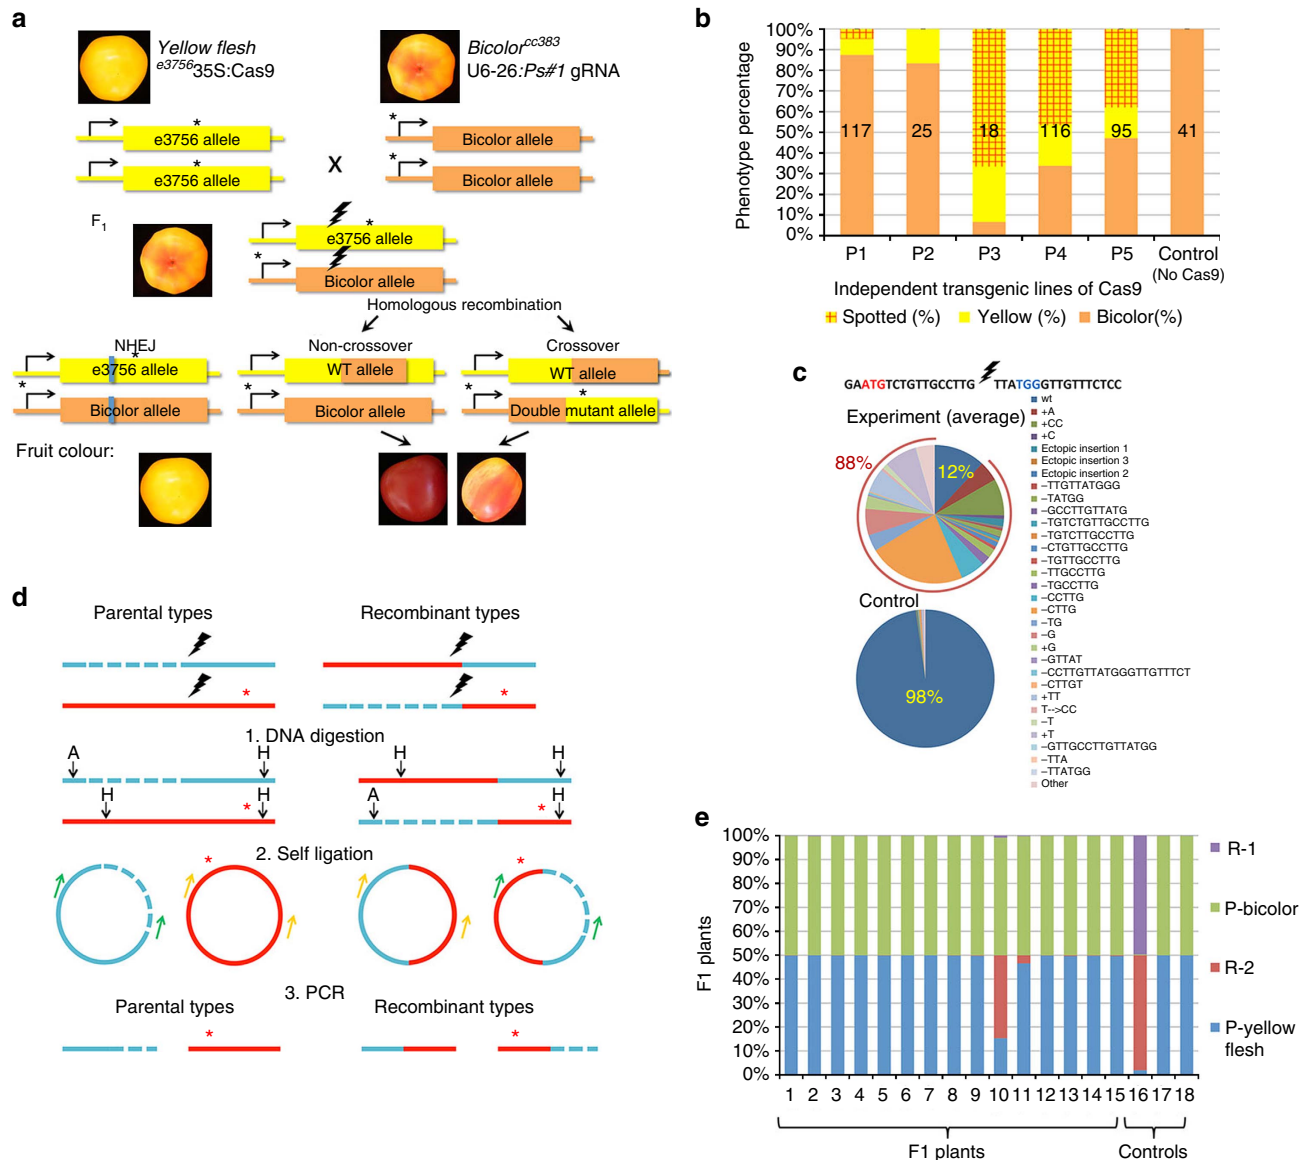 a
Yellow flesh
e3756 35S:Cas9
Bicolor cc383
U6-26:Ps#1 gRNA
*
e3756 allele
*
e3756 allele
X
*
Bicolor allele
*
Bicolor allele
F1
*
e3756 allele
*
Bicolor allele
Homologous recombination
NHEJ
*
e3756 allele
*
Bicolor allele
Non-crossover
WT allele
*
Bicolor allele
Crossover
WT allele
*
*
Double mutant allele
Fruit colour:
b
Phenotype percentage
100%
90%
80%
70%
60%
50%
40%
30%
20%
10%
0%
117
25
18
116
95
41
P1
P2
P3
P4
P5
Control
(No Cas9)
Independent transgenic lines of Cas9
Spotted (%)
Yellow (%)
Bicolor(%)
c
GAATGTCTGTTGCCTTG
TTATGGGTTGTTTCTCC
Experiment (average)
88%
12%
Control
98%
wt
+A
+CC
+C
Ectopic insertion 1
Ectopic insertion 3
Ectopic insertion 2
–TTGTTATGGG
–TATGG
–GCCTTGTTATG
–TGTCTGTTGCCTTG
–TGTCTTGCCTTG
–CTGTTGCCTTG
–TGTTGCCTTG
–TTGCCTTG
–TGCCTTG
–CCTTG
–CTTG
–TG
–G
+G
–GTTAT
–CCTTGTTATGGGTTGTTTCT
–CTTGT
+TT
T-->CC
–T
+T
–GTTGCCTTGTTATGG
–TTA
–TTATGG
Other
d
Parental types
Recombinant types
*
*
1. DNA digestion
A
H
H
H
*
H
H
A
H
*
2. Self ligation
*
*
3. PCR
Parental types
Recombinant types
*
*
e
F1 plants
100%
90%
80%
70%
60%
50%
40%
30%
20%
10%
0%
1 2 3 4 5 6 7 8 9 10 11 12 13 14 15 16 17 18
F1 plants
Controls
R-1
P-bicolor
R-2
P-yellow
flesh